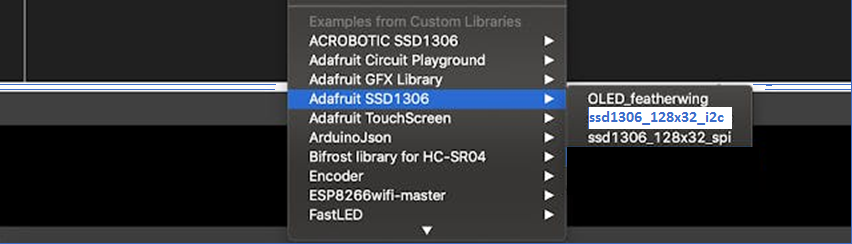 Examples from Custom Libraries
ACROBOTIC SSD1306
Adafruit Circuit Playground
Adafruit GFX Library
Adafruit SSD1306
Adafruit TouchScreen
ArduinoJson
Bifrost library for HC-SR04
Encoder
ESP8266wifi-master
FastLED
OLED_featherwing
ssd1306_128x32_i2c
ssd1306_128x32_spi